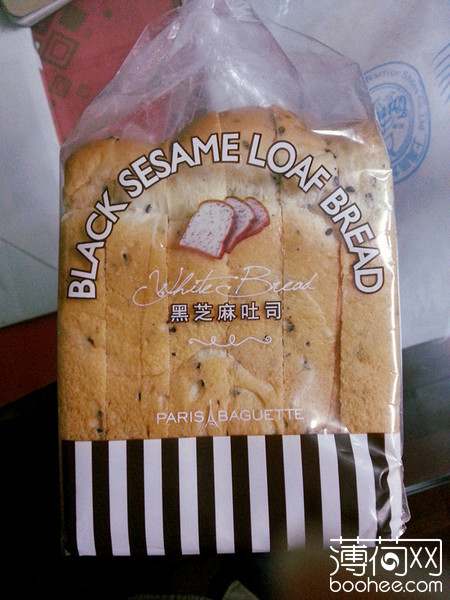 BLACK SESAME LOAF BREAD
White Bread
黑芝麻吐司
PARIS BAGUETTE
薄荷网
boohee.com